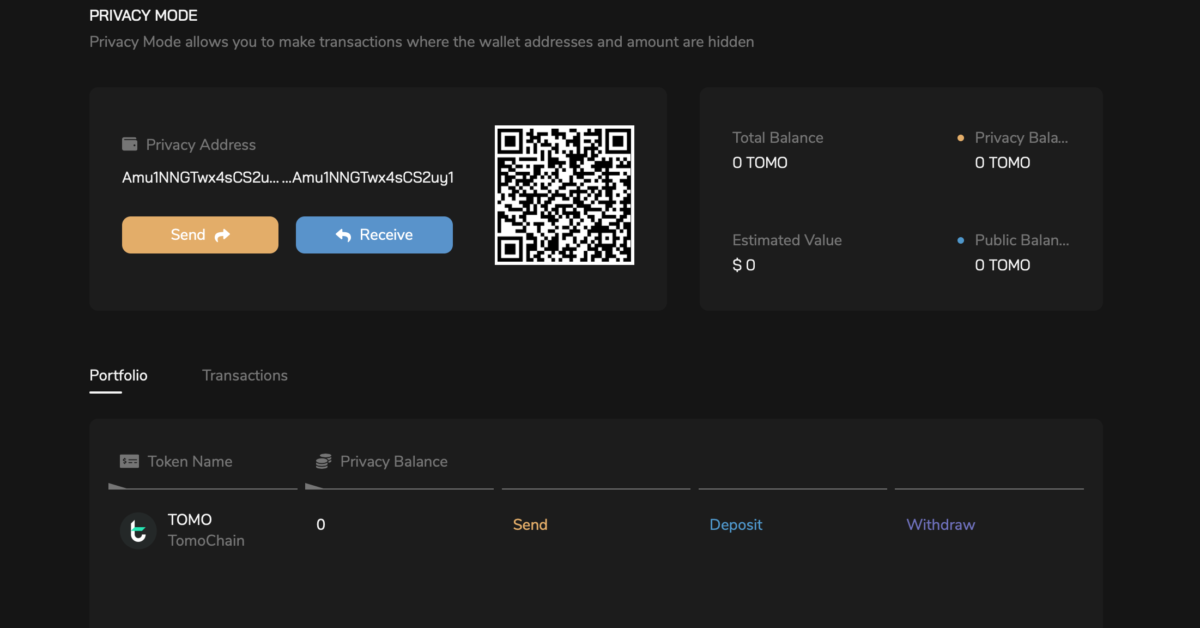 PRIVACY MODE
Privacy Mode allows you to make transactions where the wallet addresses and amount are hidden
Privacy Address
Amu1NNGTwx4sCS2u... ...Amu1NNGTwx4sCS2uy1
Send
Receive
Total Balance
0 TOMO
Privacy Bala...
0 TOMO
Estimated Value
$ 0
Public Balan...
0 TOMO
Portfolio
Transactions
Token Name
Privacy Balance
TOMO
TomoChain
0
Send
Deposit
Withdraw